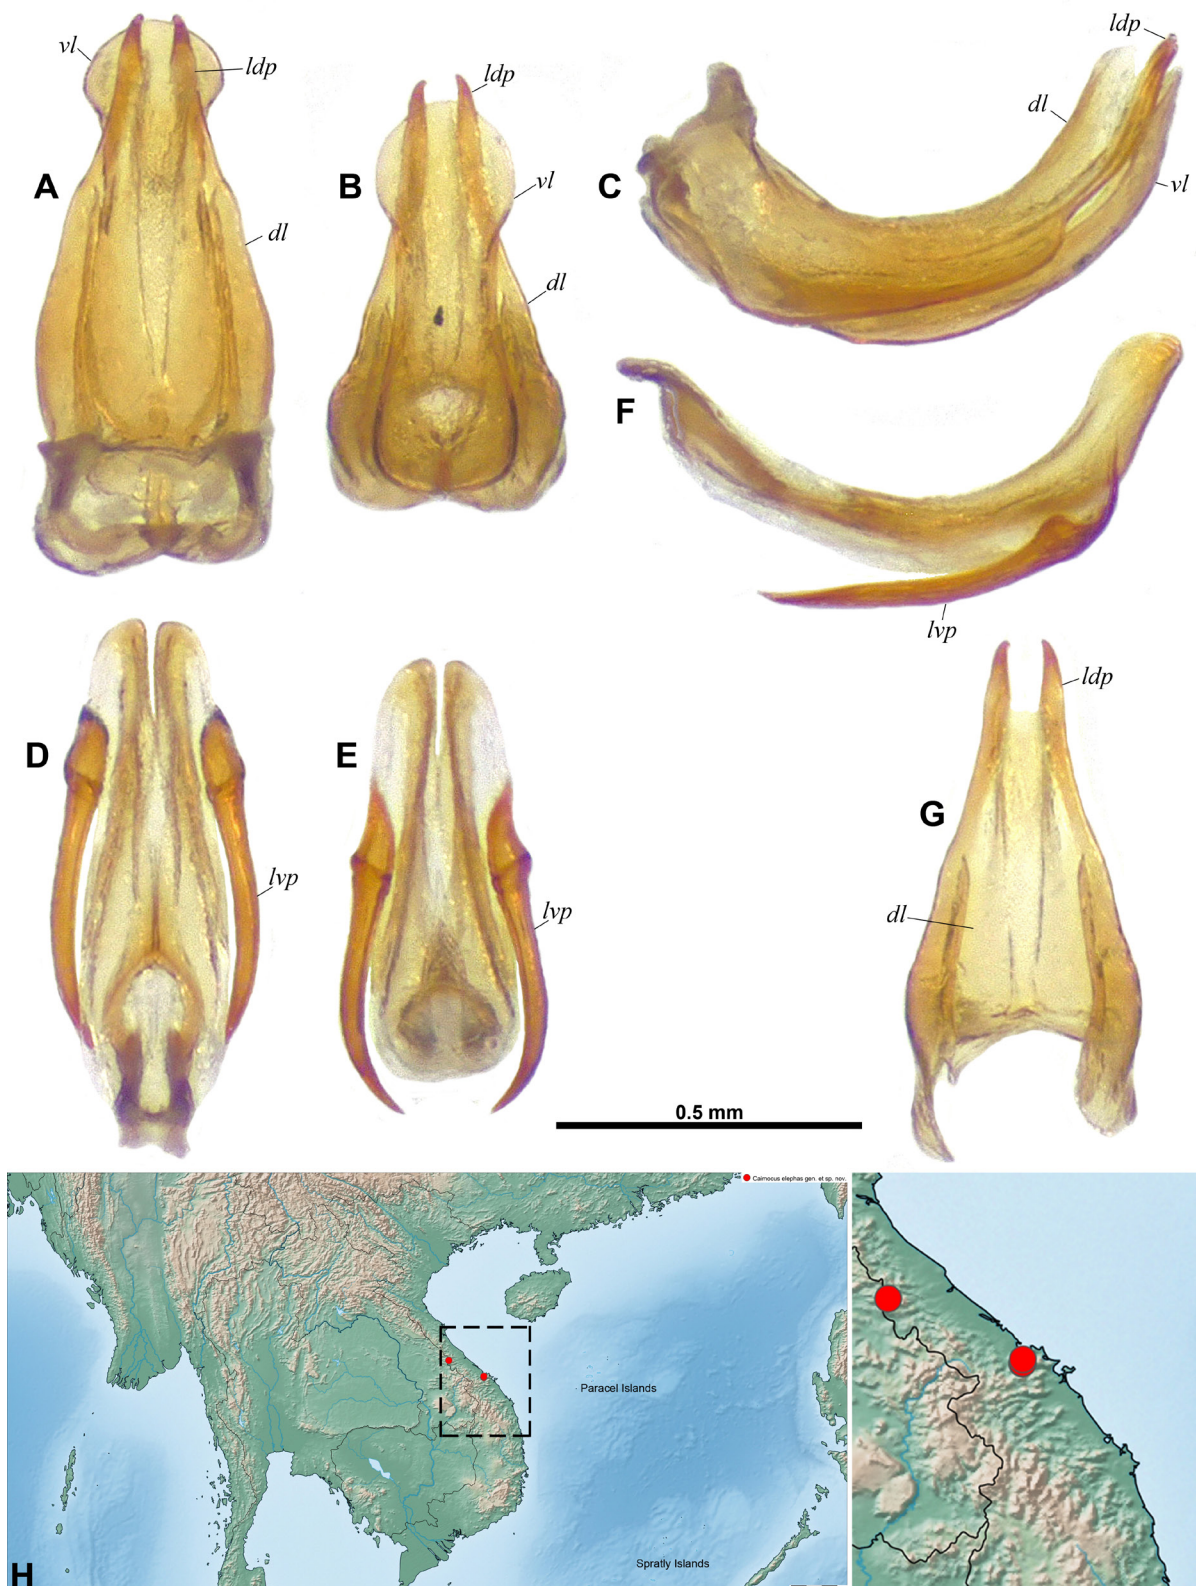 vl
ldp
A
dl
ldp
B
vl
dl
ldp
dl
C
vl
F
lvp
D
lvp
E
lvp
ldp
G
dl
0.5 mm
Caimocus elephas gen. et sp. nov.
Paracel Islands
Spratly Islands
H